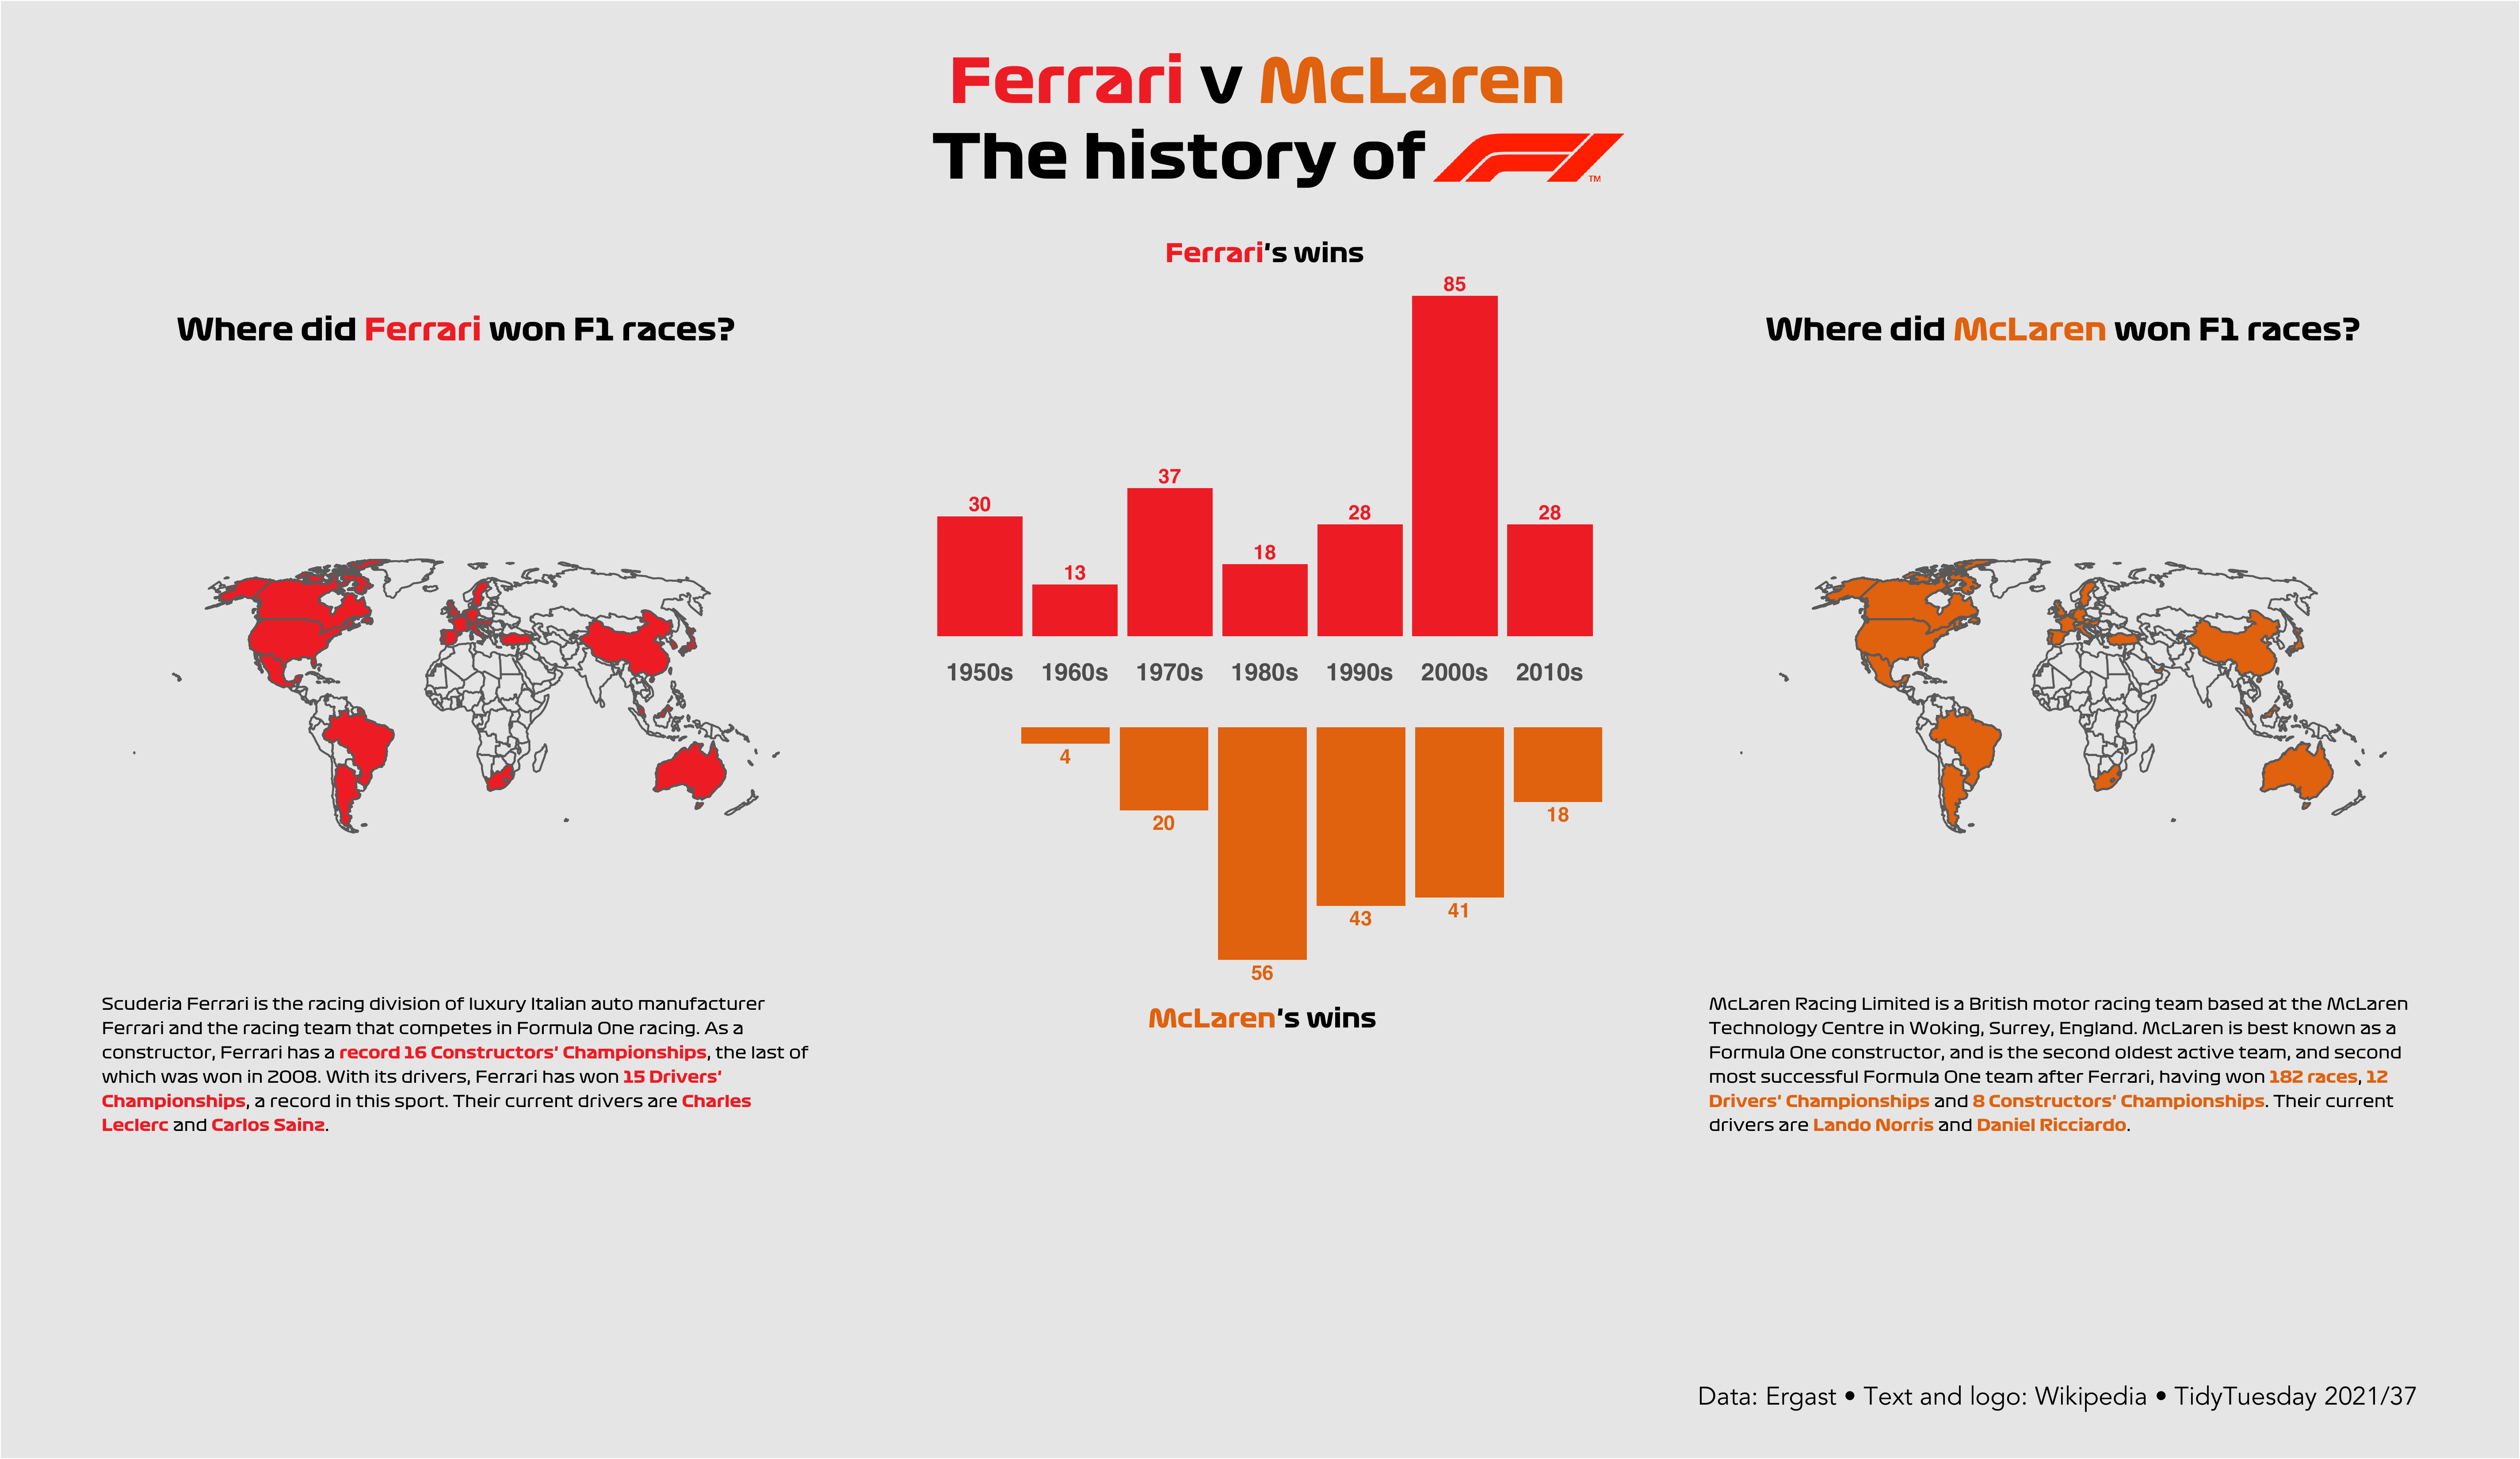 Ferrari v McLaren
The history of F1 ™
Ferrari's wins
Where did Ferrari won F1 races?
85
37
30
28
28
18
13
1950s 1960s 1970s 1980s 1990s 2000s 2010s
4
20
56
43
41
18
McLaren's wins
Scuderia Ferrari is the racing division of luxury Italian auto manufacturer
Ferrari and the racing team that competes in Formula One racing. As a
constructor, Ferrari has a record 16 Constructors' Championships, the last of
which was won in 2008. With its drivers, Ferrari has won 15 Drivers'
Championships, a record in this sport. Their current drivers are Charles
Leclerc and Carlos Sainz.
Where did McLaren won F1 races?
McLaren Racing Limited is a British motor racing team based at the McLaren
Technology Centre in Woking, Surrey, England. McLaren is best known as a
Formula One constructor, and is the second oldest active team, and second
most successful Formula One team after Ferrari, having won 182 races, 12
Drivers' Championships and 8 Constructors' Championships. Their current
drivers are Lando Norris and Daniel Ricciardo.
Data: Ergast • Text and logo: Wikipedia • TidyTuesday 2021/37